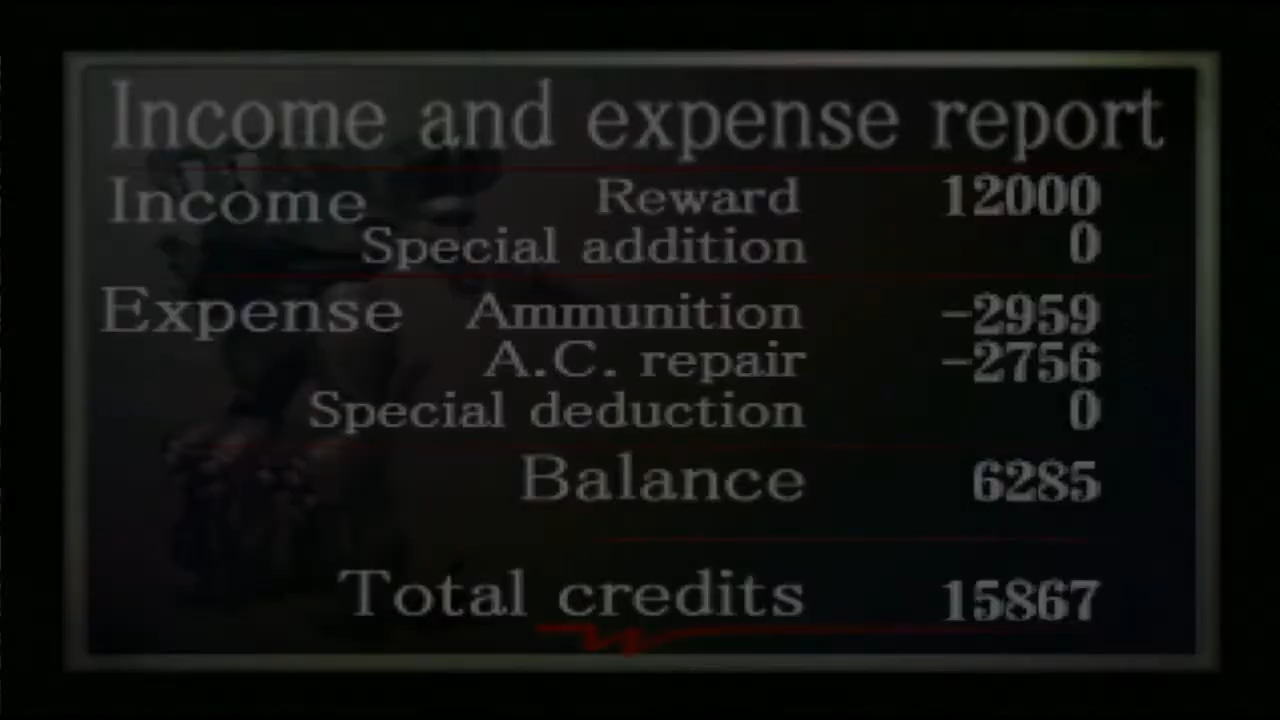 Income and expense report
Income Reward 12000
Special addition 0
Expense Ammunition -2959
A.C. repair -2756
Special deduction 0
Balance 6285
Total credits 15867